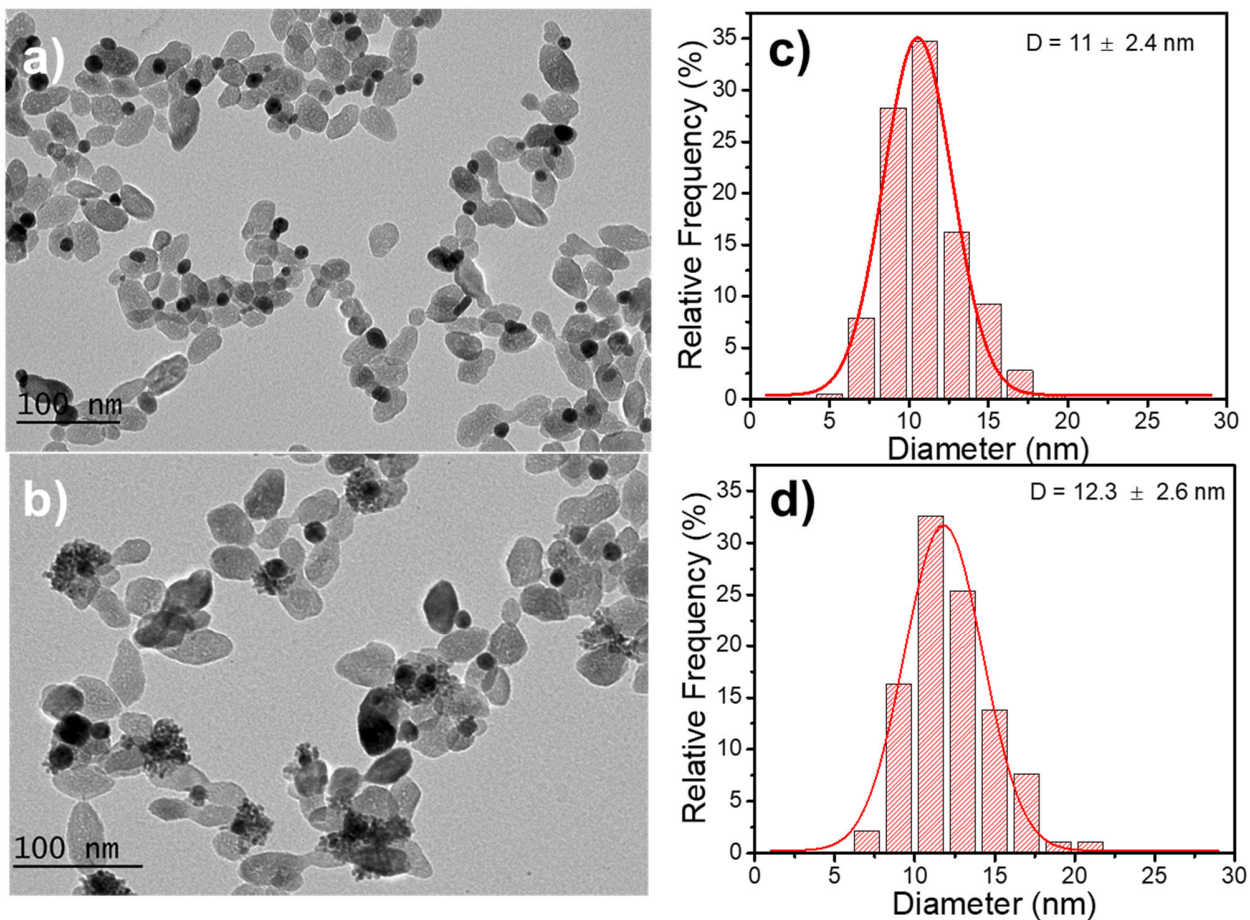 a)
100 nm
b)
100 nm
c)
D = 11 ± 2.4 nm
Relative Frequency (%)
35
30
25
20
15
10
5
0
0 5 10 15 20 25 30
Diameter (nm)
d)
D = 12.3 ± 2.6 nm
Relative Frequency (%)
35
30
25
20
15
10
5
0
0 5 10 15 20 25 30
Diameter (nm)